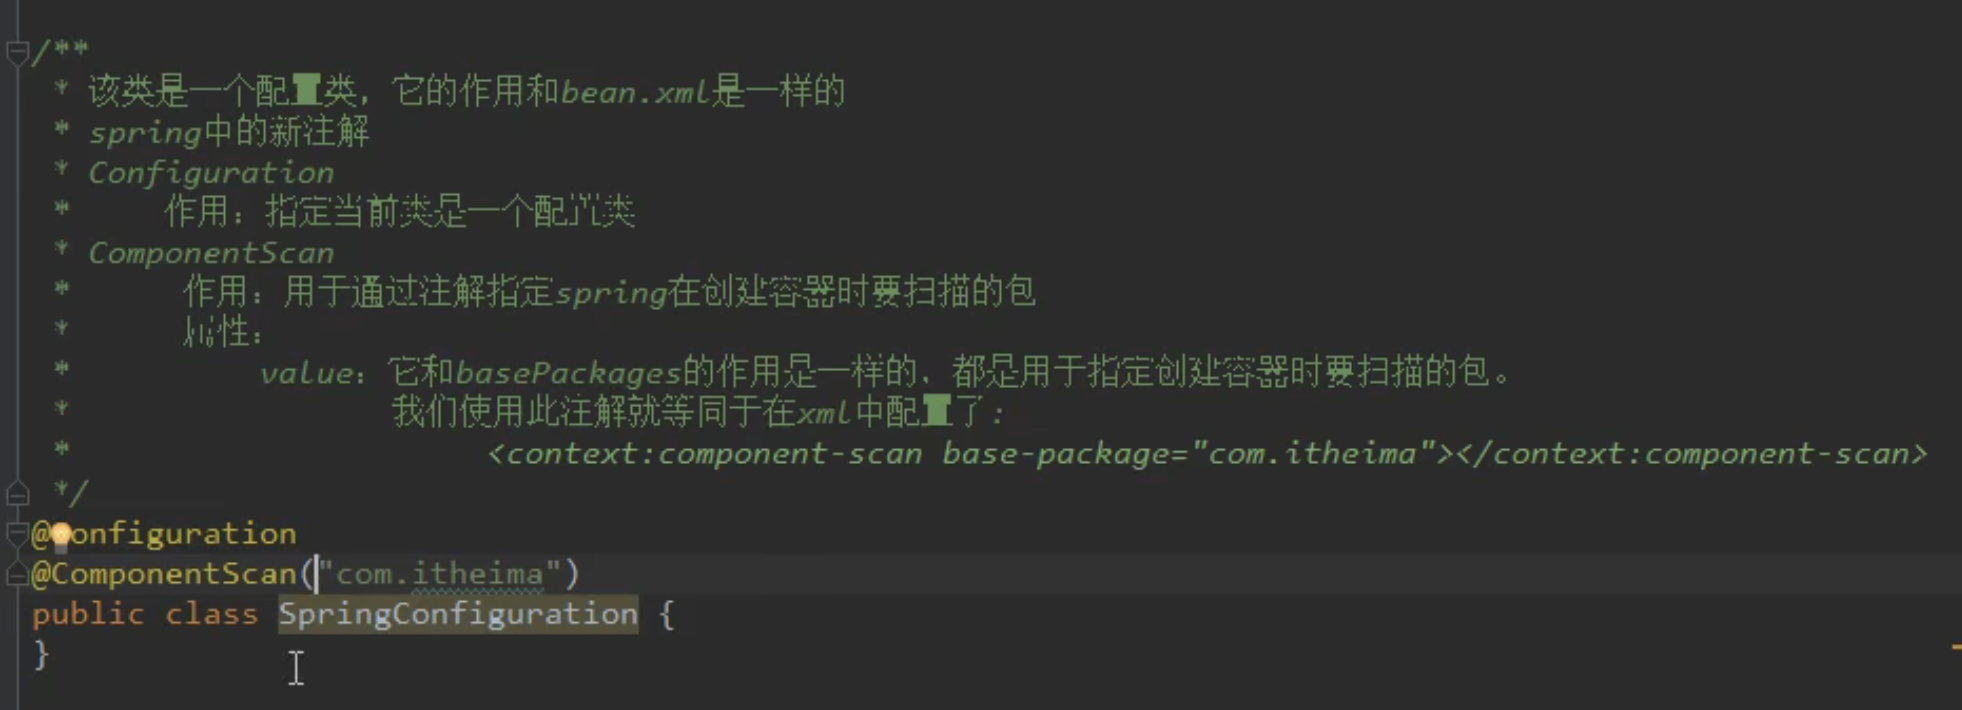 /**
 * 该类是一个配置类，它的作用和bean.xml是一样的
 * spring中的新注解
 * Configuration
 *     作用：指定当前类是一个配置类
 * ComponentScan
 *      作用：用于通过注解指定spring在创建容器时要扫描的包
 *      属性：
 *          value：它和basePackages的作用是一样的，都是用于指定创建容器时要扫描的包。
 *                 我们使用此注解就等同于在xml中配置了：
 *                      <context:component-scan base-package="com.itheima"></context:component-scan>
 */
@Configuration
@ComponentScan("com.itheima")
public class SpringConfiguration {
}